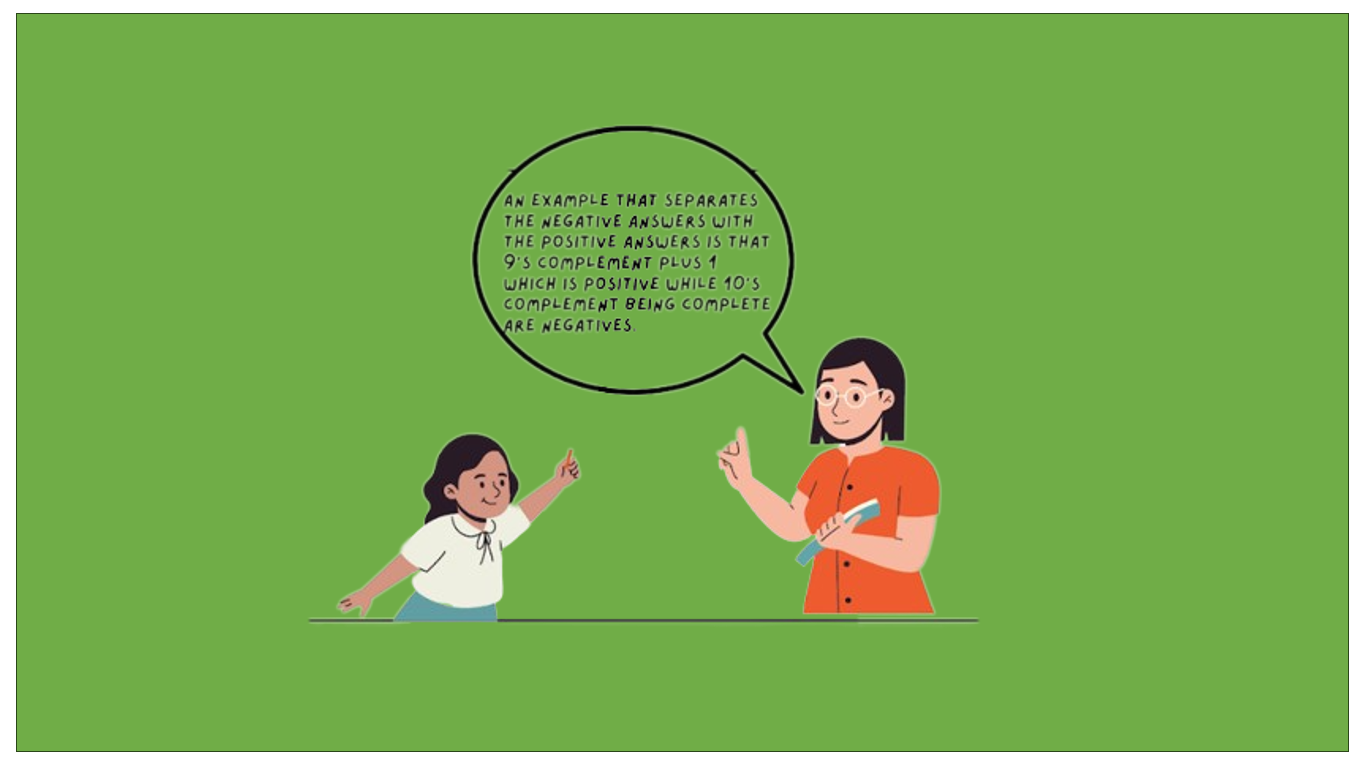 AN EXAMPLE THAT SEPARATES
THE NEGATIVE ANSWERS WITH
THE POSITIVE ANSWERS IS THAT
9'S COMPLEMENT PLUS 1
WHICH IS POSITIVE WHILE 10'S
COMPLEMENT BEING COMPLETE
ARE NEGATIVES.